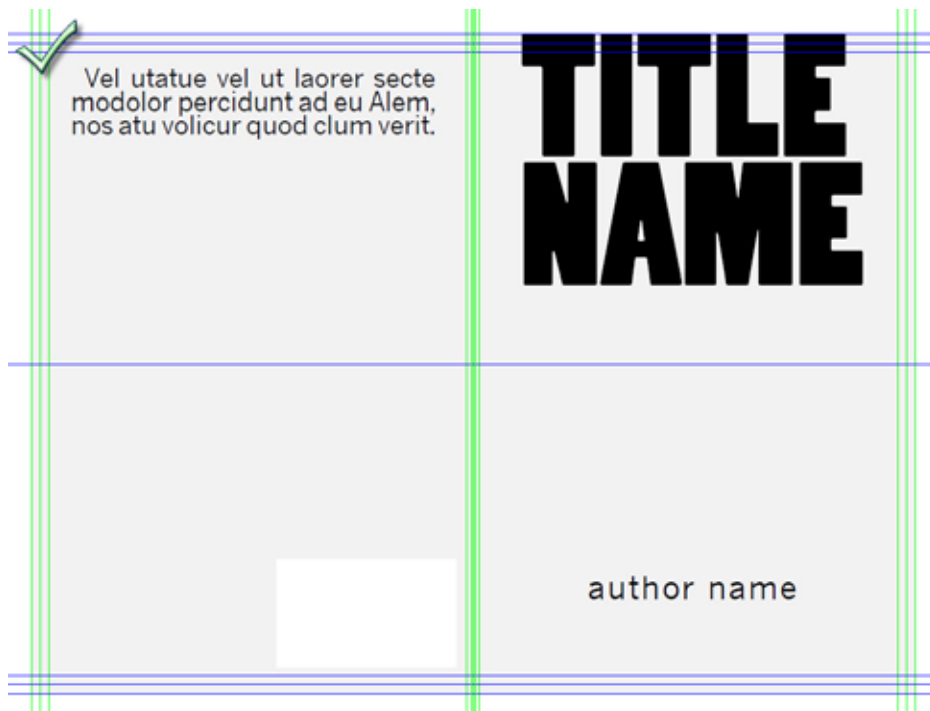 Vel utatue vel ut laorer secte
modolor percidunt ad eu Alem,
nos atu volicur quod clum verit.
TITLE
NAME
author name